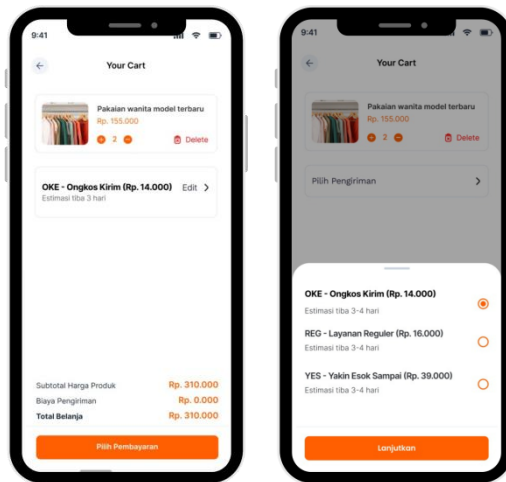 9:41
Your Cart
Pakaian wanita model terbaru
Rp. 155.000
2
Delete
OKE - Ongkos Kirim (Rp. 14.000) Edit
Estimasi tiba 3 hari
Subtotal Harga Produk Rp. 310.000
Biaya Pengiriman Rp. 0.000
Total Belanja Rp. 310.000
Pilih Pembayaran
9:41
Your Cart
Pakaian wanita model terbaru
Rp. 155.000
2
Delete
Pilih Pengiriman
OKE - Ongkos Kirim (Rp. 14.000)
Estimasi tiba 3-4 hari
REG - Layanan Reguler (Rp. 16.000)
Estimasi tiba 3-4 hari
YES - Yakin Esok Sampai (Rp. 39.000)
Estimasi tiba 3-4 hari
Lanjutkan